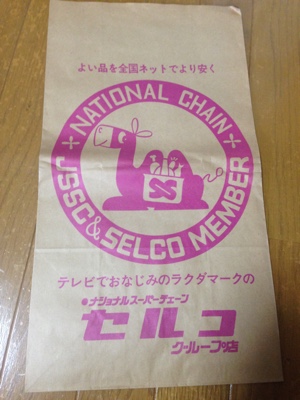 よい品を全国ネットでより安く
NATIONAL CHAIN
JSSC & SELCO MEMBER
テレビでおなじみのラクダマークの
ナショナルスーパーチェーン
セルコ
グループ店